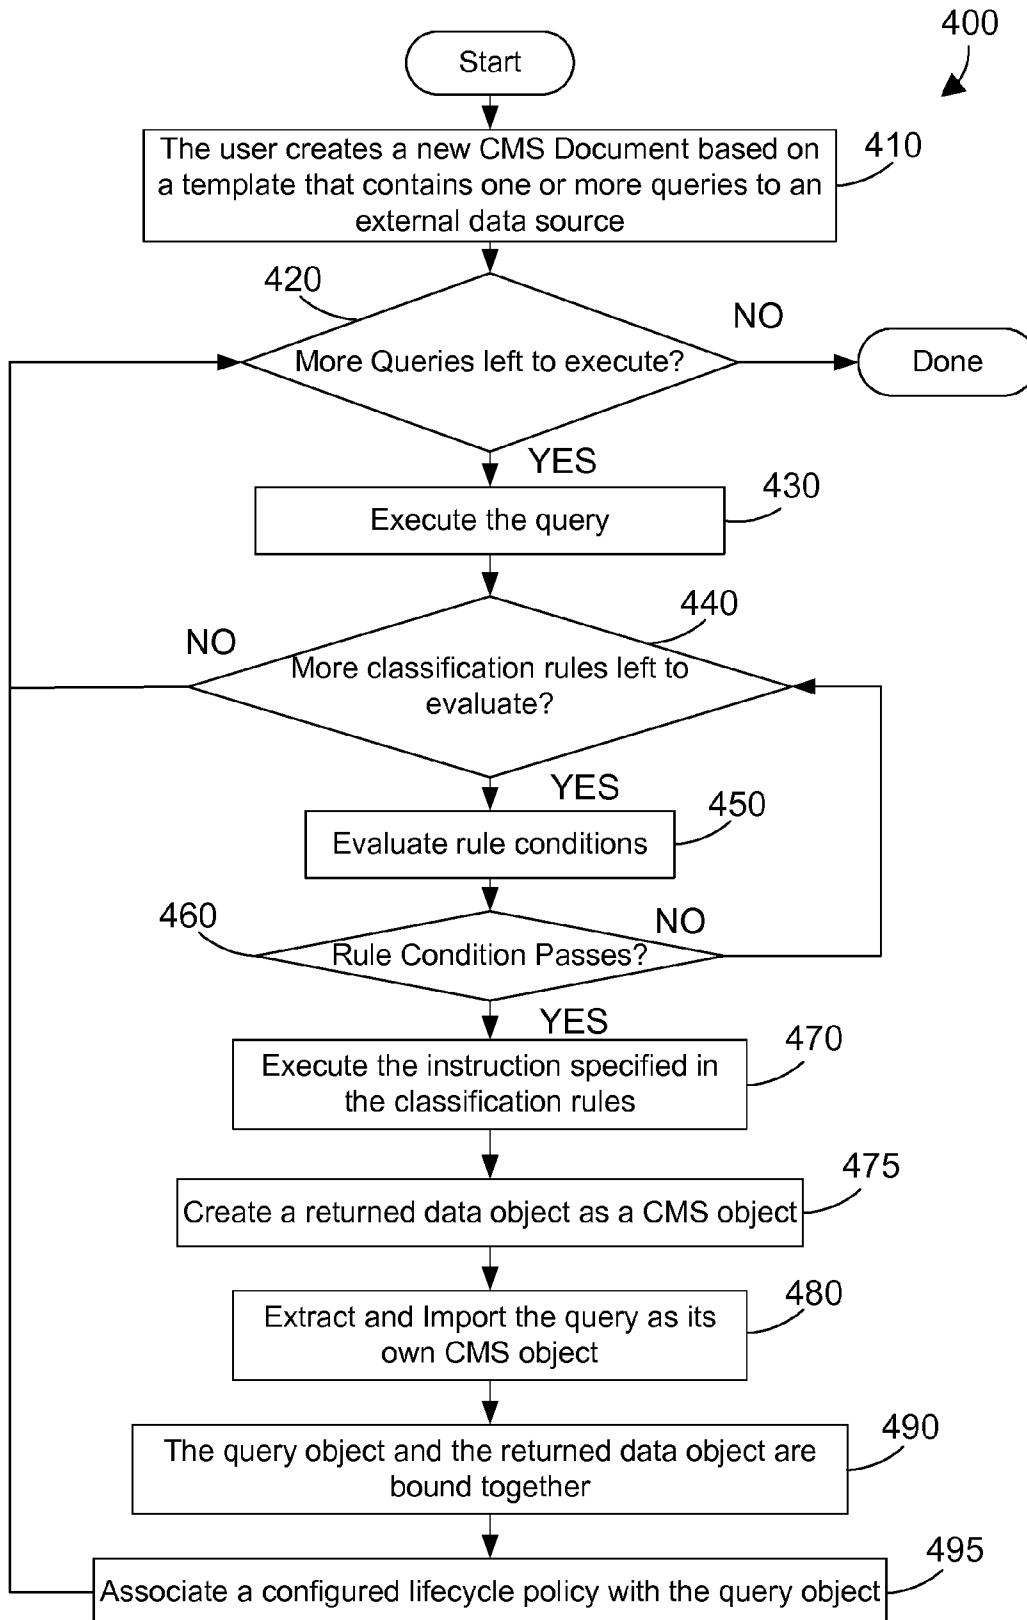 400
Start
The user creates a new CMS Document based on
a template that contains one or more queries to an
external data source
410
420
NO
More Queries left to execute?
Done
YES
430
Execute the query
440
NO
More classification rules left to
evaluate?
YES
450
Evaluate rule conditions
460
NO
Rule Condition Passes?
YES
470
Execute the instruction specified in
the classification rules
475
Create a returned data object as a CMS object
480
Extract and Import the query as its
own CMS object
490
The query object and the returned data object are
bound together
495
Associate a configured lifecycle policy with the query object